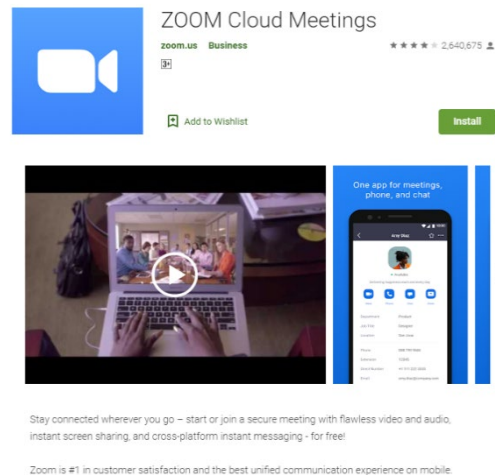 ZOOM Cloud Meetings
zoom.us Business
2,640,675
3+
Add to Wishlist
Install
One app for meetings,
phone, and chat
Stay connected wherever you go – start or join a secure meeting with flawless video and audio,
instant screen sharing, and cross-platform instant messaging - for free!
Zoom is #1 in customer satisfaction and the best unified communication experience on mobile.